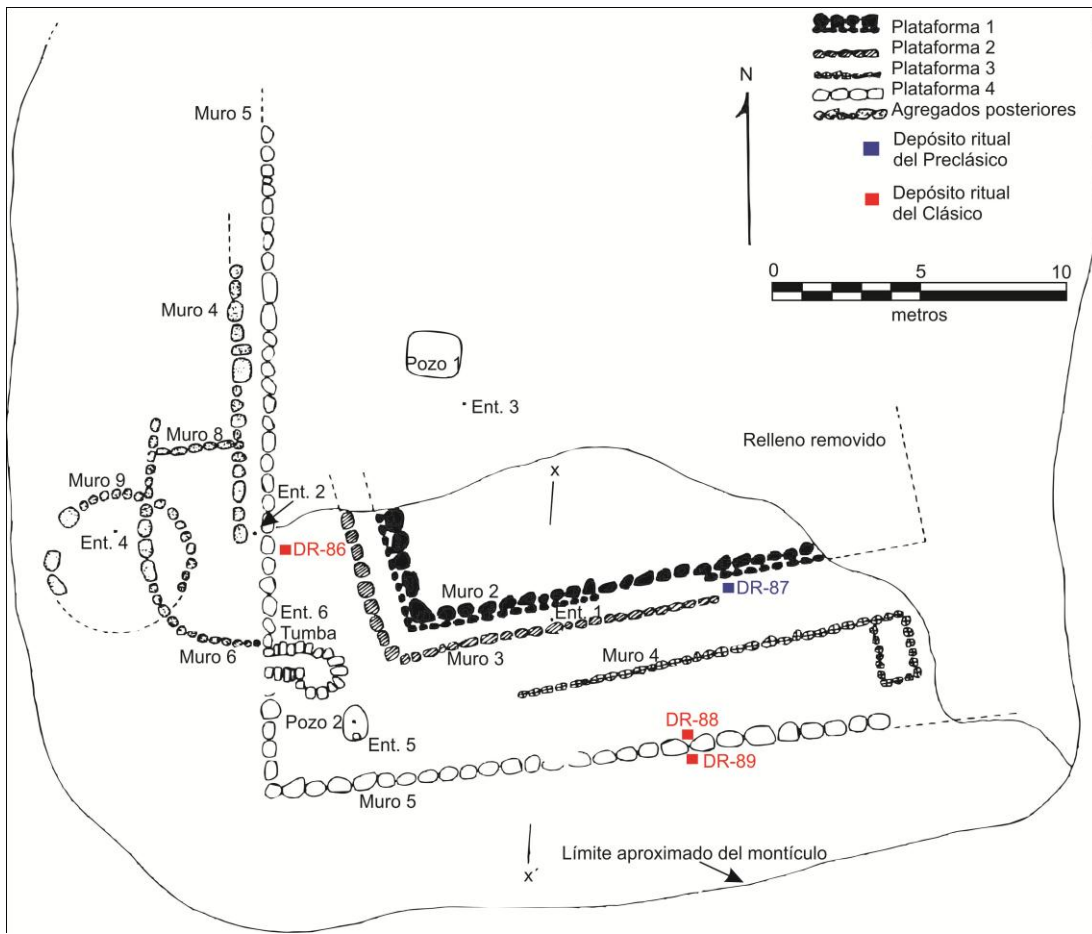 Plataforma 1
Plataforma 2
Plataforma 3
Plataforma 4
Agregados posteriores
Depósito ritual
del Preclásico
Depósito ritual
del Clásico
N
0 5 10
metros
Muro 5
Muro 4
Pozo 1
Ent. 3
Muro 8
Relleno removido
Muro 9
x
Ent. 2
Ent. 4
DR-86
Muro 2
DR-87
Ent. 6
Tumba
Ent. 1
Muro 3
Muro 4
Muro 6
Pozo 2
Ent. 5
DR-88
DR-89
Muro 5
Límite aproximado del montículo
x´